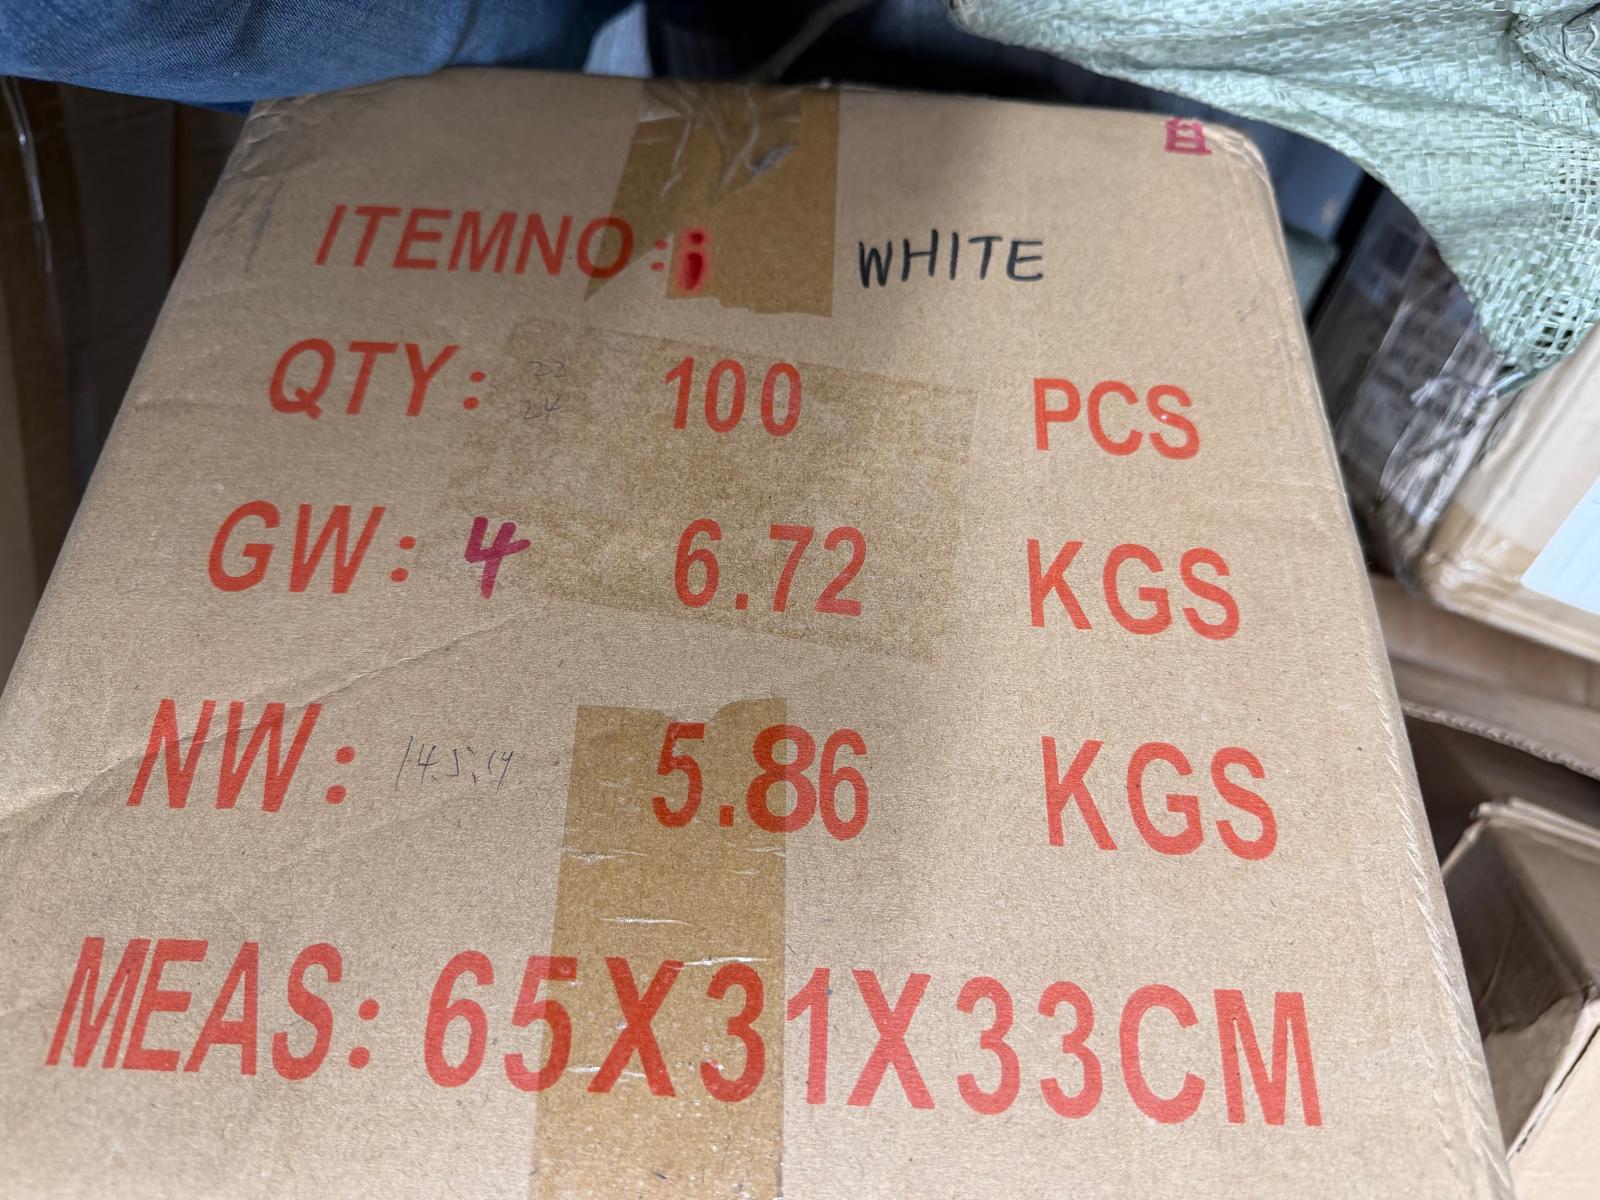 ITEMNO: WHITE
QTY: 100 PCS
GW: 4 6.72 KGS
NW: 5.86 KGS
MEAS: 65X31X33CM